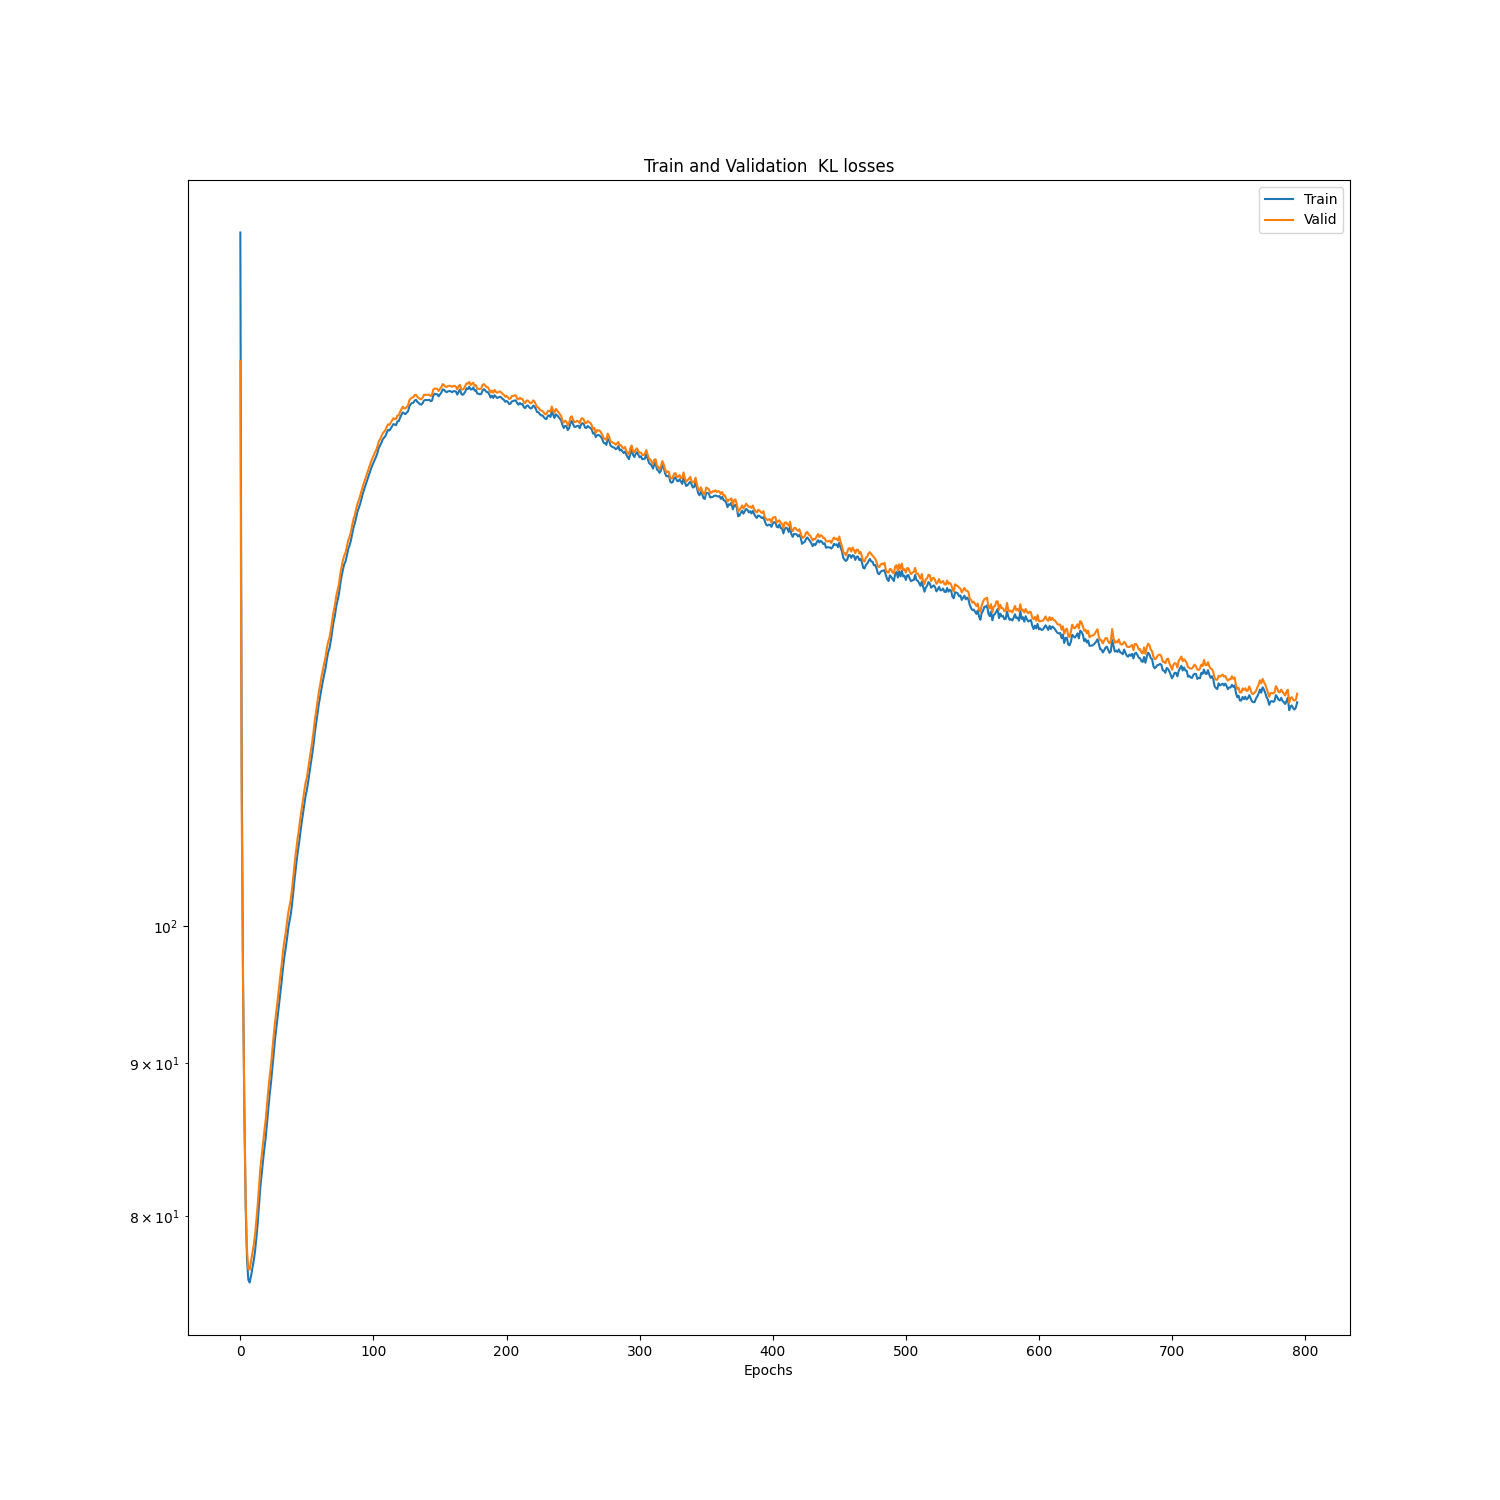 Train and Validation  KL losses
Train
Valid
10²
9 × 10¹
8 × 10¹
0 100 200 300 400 500 600 700 800
Epochs